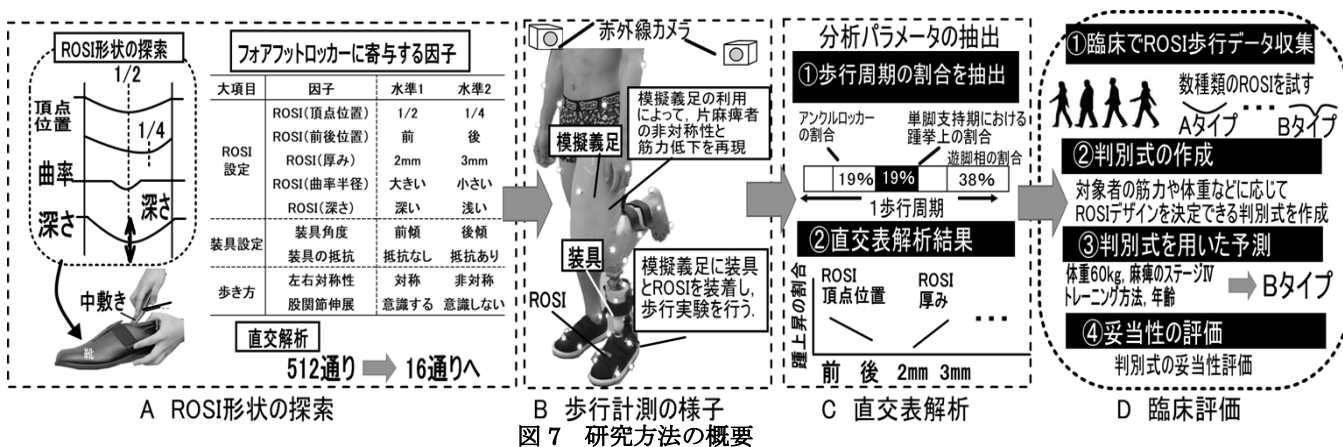 ROSI形状の探索
1/2
頂点
位置
1/4
曲率
深さ
深さ
中敷き
靴
フォアフットロッカーに寄与する因子
大項目 因子 水準1 水準2
ROSI
設定
ROSI(頂点位置) 1/2 1/4
ROSI(前後位置) 前 後
ROSI(厚み) 2mm 3mm
ROSI(曲率半径) 大きい 小さい
ROSI(深さ) 深い 浅い
装具設定
装具角度 前傾 後傾
装具の抵抗 抵抗なし 抵抗あり
歩き方
左右対称性 対称 非対称
股関節伸展 意識する 意識しない
直交解析
512通り 16通りへ
A ROSI形状の探索
赤外線カメラ
模擬義足の利用
によって, 片麻痺者
の非対称性と
筋力低下を再現
模擬義足
装具
ROSI
模擬義足に装具
とROSIを装着し,
歩行実験を行う.
B 歩行計測の様子
分析パラメータの抽出
①歩行周期の割合を抽出
アンクルロッカー
の割合
単脚支持期における
踵挙上の割合
遊脚相の割合
19% 19% 38%
1歩行周期
②直交表解析結果
踵上昇の割合
ROSI
頂点位置
ROSI
厚み
…
前 後 2mm 3mm
C 直交表解析
①臨床でROSI歩行データ収集
数種類のROSIを試す
Aタイプ … Bタイプ
②判別式の作成
対象者の筋力や体重などに応じて
ROSIデザインを決定できる判別式を作成
③判別式を用いた予測
体重60kg, 麻痺のステージⅣ
トレーニング方法, 年齢
Bタイプ
④妥当性の評価
判別式の妥当性評価
D 臨床評価
図7 研究方法の概要